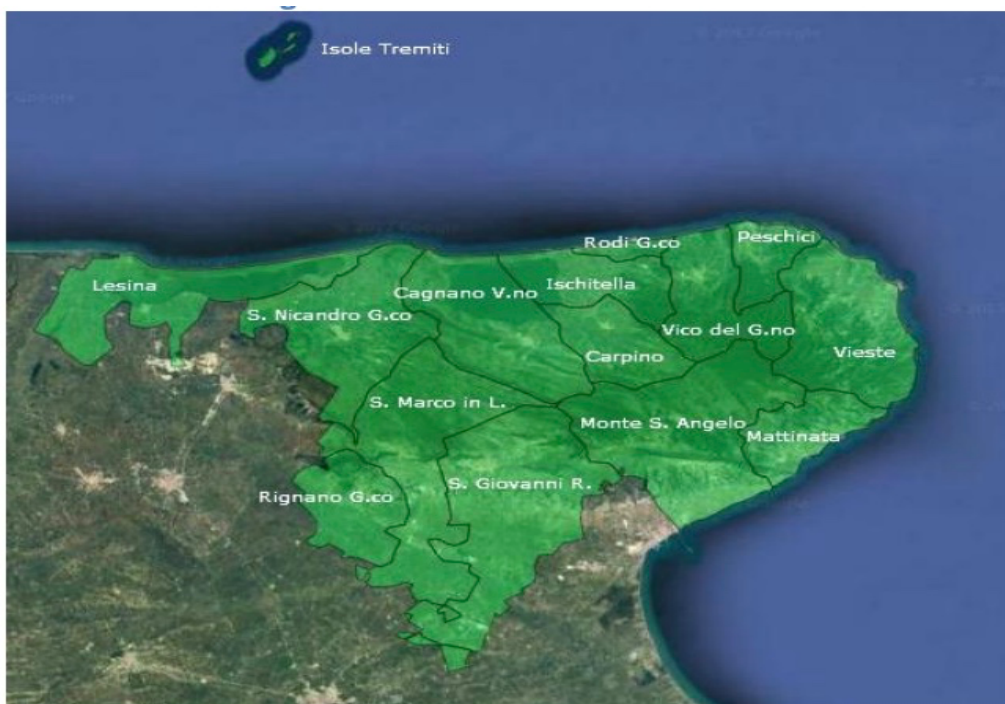 Isole Tremiti
Rodi G.co
Peschici
Lesina
Cagnano V.no
Ischitella
S. Nicandro G.co
Vico del G.no
Carpino
Vieste
S. Marco in L.
Monte S. Angelo
Mattinata
Rignano G.co
S. Giovanni R.